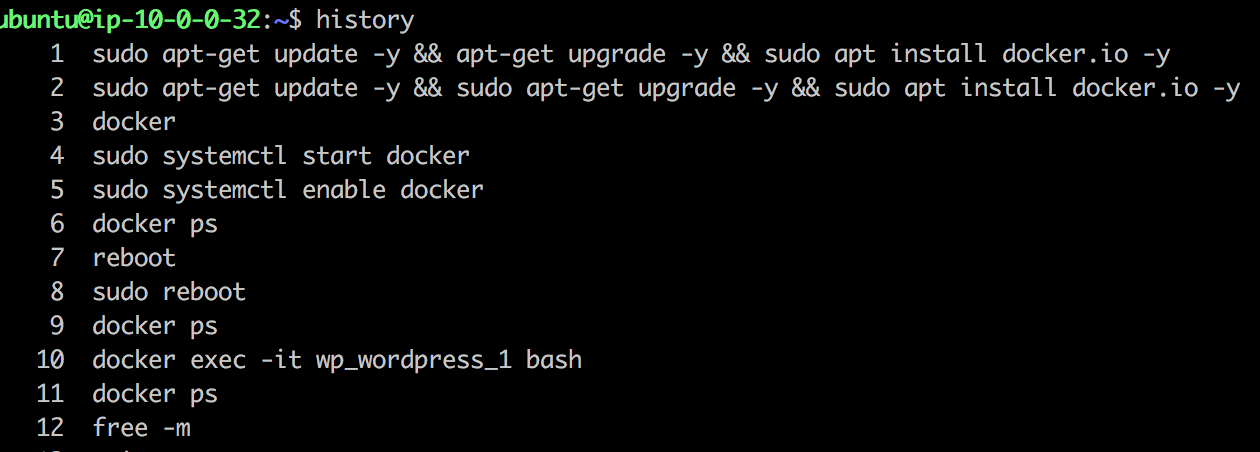 ubuntu@ip-10-0-0-32:~$ history
1 sudo apt-get update -y && apt-get upgrade -y && sudo apt install docker.io -y
2 sudo apt-get update -y && sudo apt-get upgrade -y && sudo apt install docker.io -y
3 docker
4 sudo systemctl start docker
5 sudo systemctl enable docker
6 docker ps
7 reboot
8 sudo reboot
9 docker ps
10 docker exec -it wp_wordpress_1 bash
11 docker ps
12 free -m